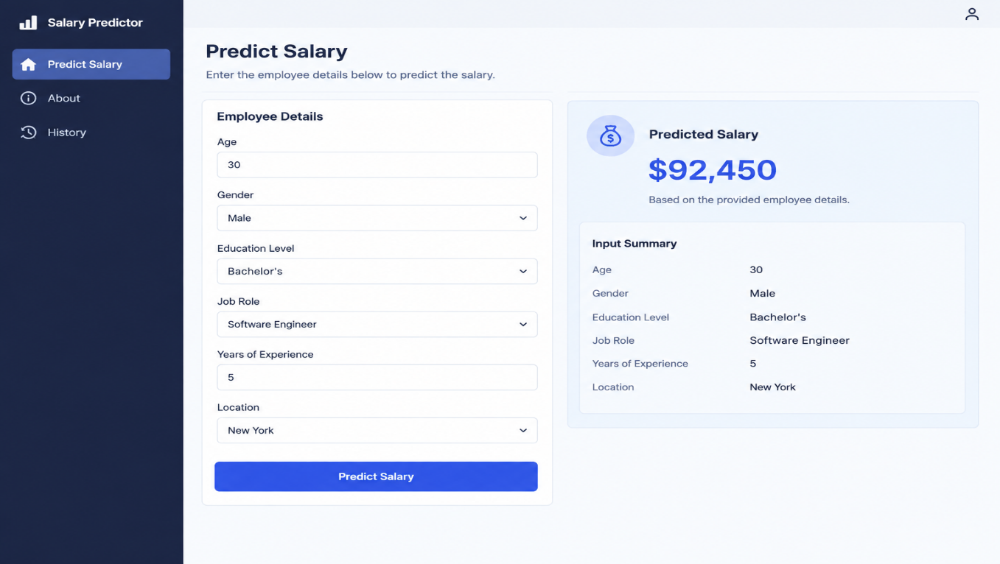 Salary Predictor
Predict Salary
About
History
Predict Salary
Enter the employee details below to predict the salary.
Employee Details
Age
30
Gender
Male
Education Level
Bachelor's
Job Role
Software Engineer
Years of Experience
5
Location
New York
Predict Salary
$
Predicted Salary
$92,450
Based on the provided employee details.
Input Summary
Age 30
Gender Male
Education Level Bachelor's
Job Role Software Engineer
Years of Experience 5
Location New York